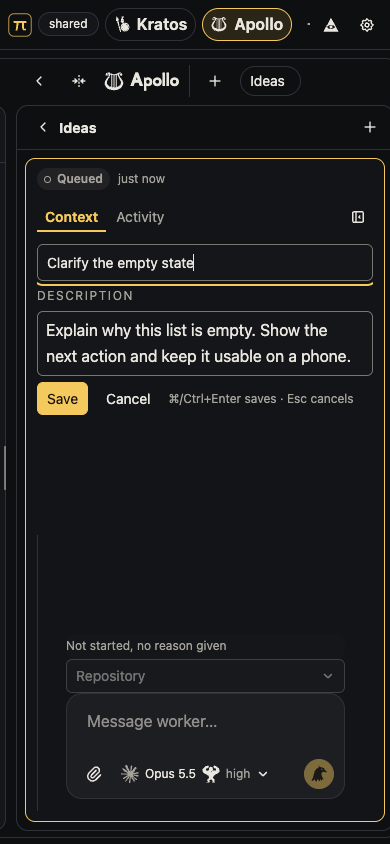 π shared Kratos Apollo
Apollo + Ideas
Ideas +
Queued just now
Context Activity
Clarify the empty state
DESCRIPTION
Explain why this list is empty. Show the
next action and keep it usable on a phone.
Save Cancel ⌘/Ctrl+Enter saves · Esc cancels
Not started, no reason given
Repository
Message worker...
Opus 5.5 high